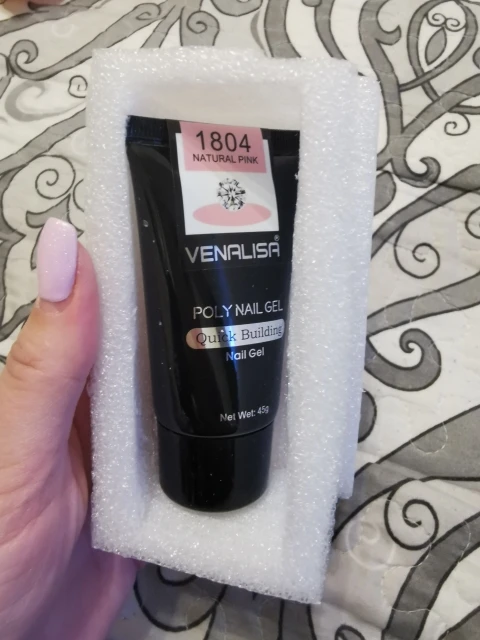 1804
NATURAL PINK
VENALISA®
POLY NAIL GEL
Quick Building
Nail Gel
Net Wet: 45g